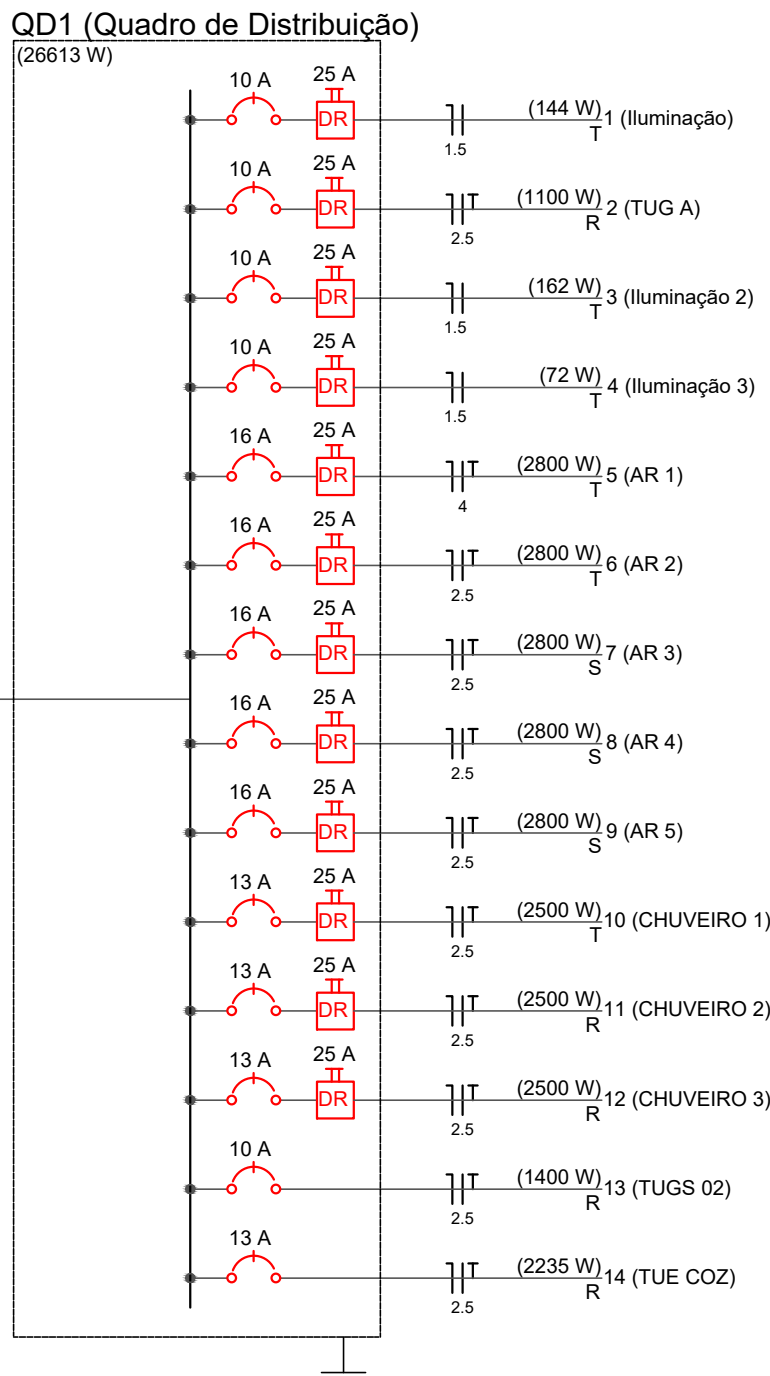 QD1 (Quadro de Distribuição)
(26613 W)
10 A
25 A
DR
1.5
(144 W)
T
1 (Iluminação)
10 A
25 A
DR
T
2.5
(1100 W)
R
2 (TUG A)
10 A
25 A
DR
1.5
(162 W)
T
3 (Iluminação 2)
10 A
25 A
DR
1.5
(72 W)
T
4 (Iluminação 3)
16 A
25 A
DR
T
4
(2800 W)
T
5 (AR 1)
16 A
25 A
DR
T
2.5
(2800 W)
T
6 (AR 2)
16 A
25 A
DR
T
2.5
(2800 W)
S
7 (AR 3)
16 A
25 A
DR
T
2.5
(2800 W)
S
8 (AR 4)
16 A
25 A
DR
T
2.5
(2800 W)
S
9 (AR 5)
13 A
25 A
DR
T
2.5
(2500 W)
T
10 (CHUVEIRO 1)
13 A
25 A
DR
T
2.5
(2500 W)
R
11 (CHUVEIRO 2)
13 A
25 A
DR
T
2.5
(2500 W)
R
12 (CHUVEIRO 3)
10 A
T
2.5
(1400 W)
R
13 (TUGS 02)
13 A
T
2.5
(2235 W)
R
14 (TUE COZ)